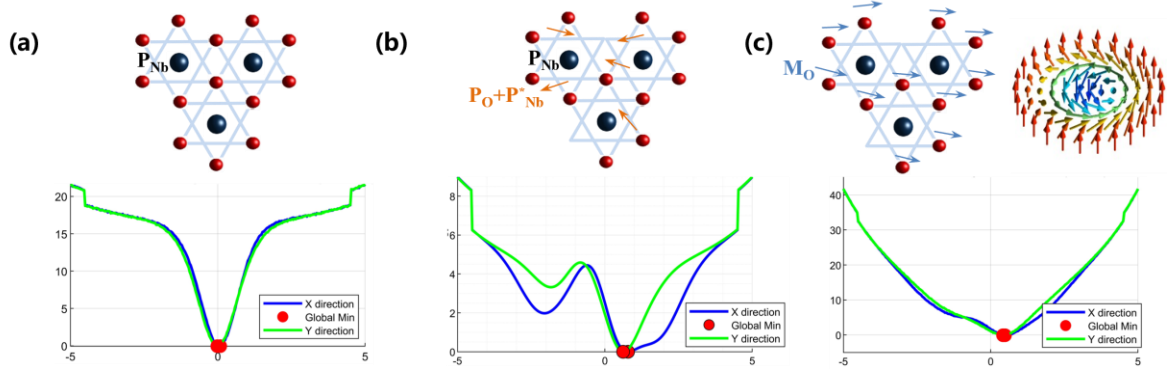 (a)
P_Nb
(b)
P_Nb
P_O+P*_Nb
(c)
M_O
20
15
10
5
0
-5
0
5
X direction
Global Min
Y direction
8
4
2
0
-5
0
5
X direction
Global Min
Y direction
40
30
20
10
0
-5
0
5
X direction
Global Min
Y direction